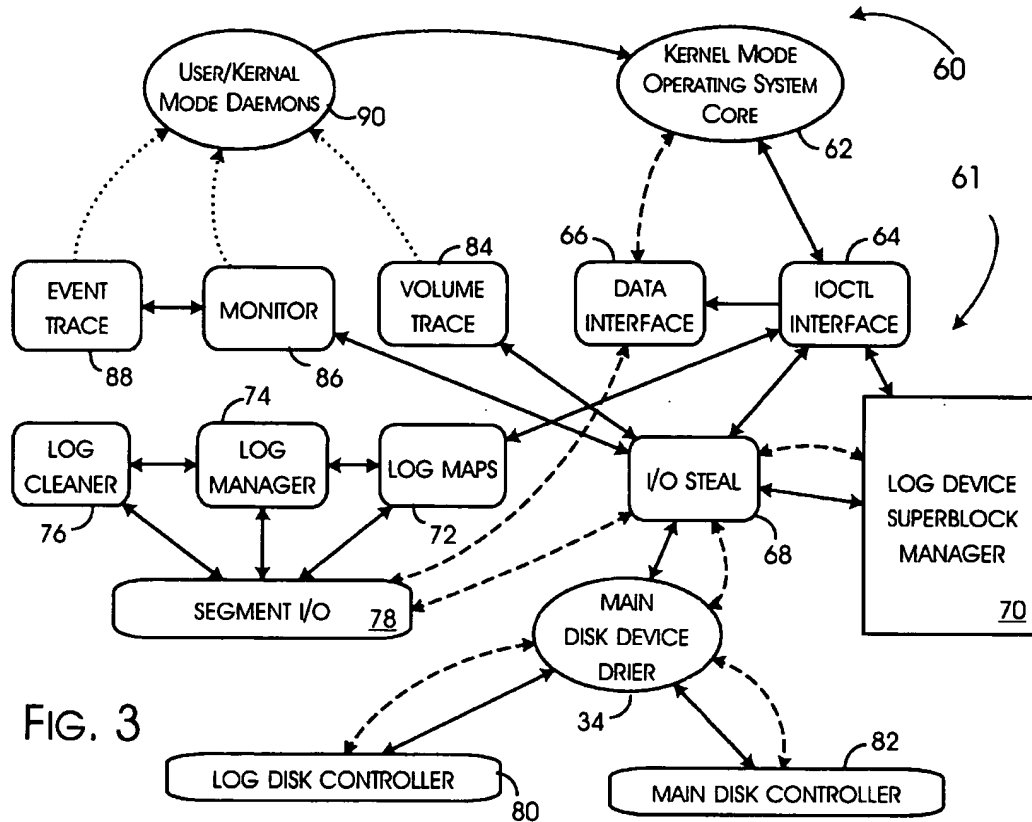 USER/KERNAL
MODE DAEMONS
90
KERNEL MODE
OPERATING SYSTEM
CORE
62
60
61
EVENT
TRACE
88
MONITOR
86
84
VOLUME
TRACE
66
DATA
INTERFACE
64
IOCTL
INTERFACE
LOG
CLEANER
76
74
LOG
MANAGER
LOG MAPS
72
I/O STEAL
68
LOG DEVICE
SUPERBLOCK
MANAGER
70
SEGMENT I/O
78
MAIN
DISK DEVICE
DRIER
34
FIG. 3
LOG DISK CONTROLLER
80
82
MAIN DISK CONTROLLER